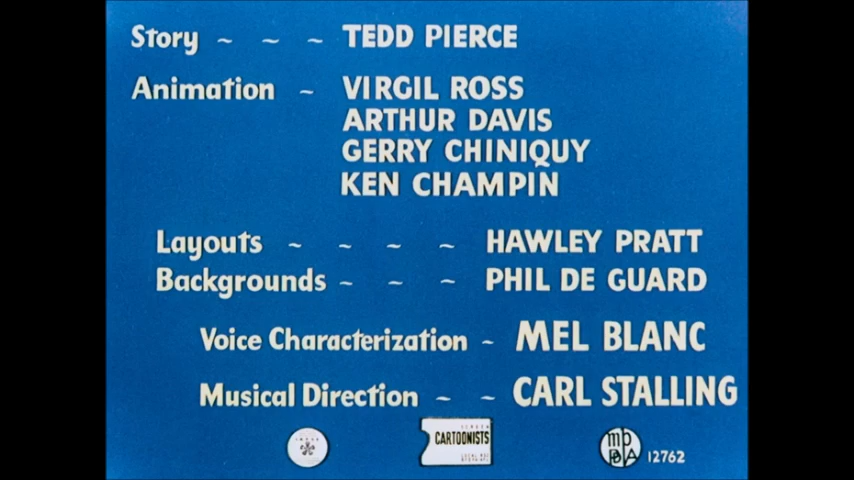 Story ~ ~ ~ TEDD PIERCE
Animation ~ VIRGIL ROSS
ARTHUR DAVIS
GERRY CHINIQUY
KEN CHAMPIN
Layouts ~ ~ ~ ~ HAWLEY PRATT
Backgrounds ~ ~ ~ PHIL DE GUARD
Voice Characterization ~ MEL BLANC
Musical Direction ~ ~ CARL STALLING
SCREEN
CARTOONISTS
12762